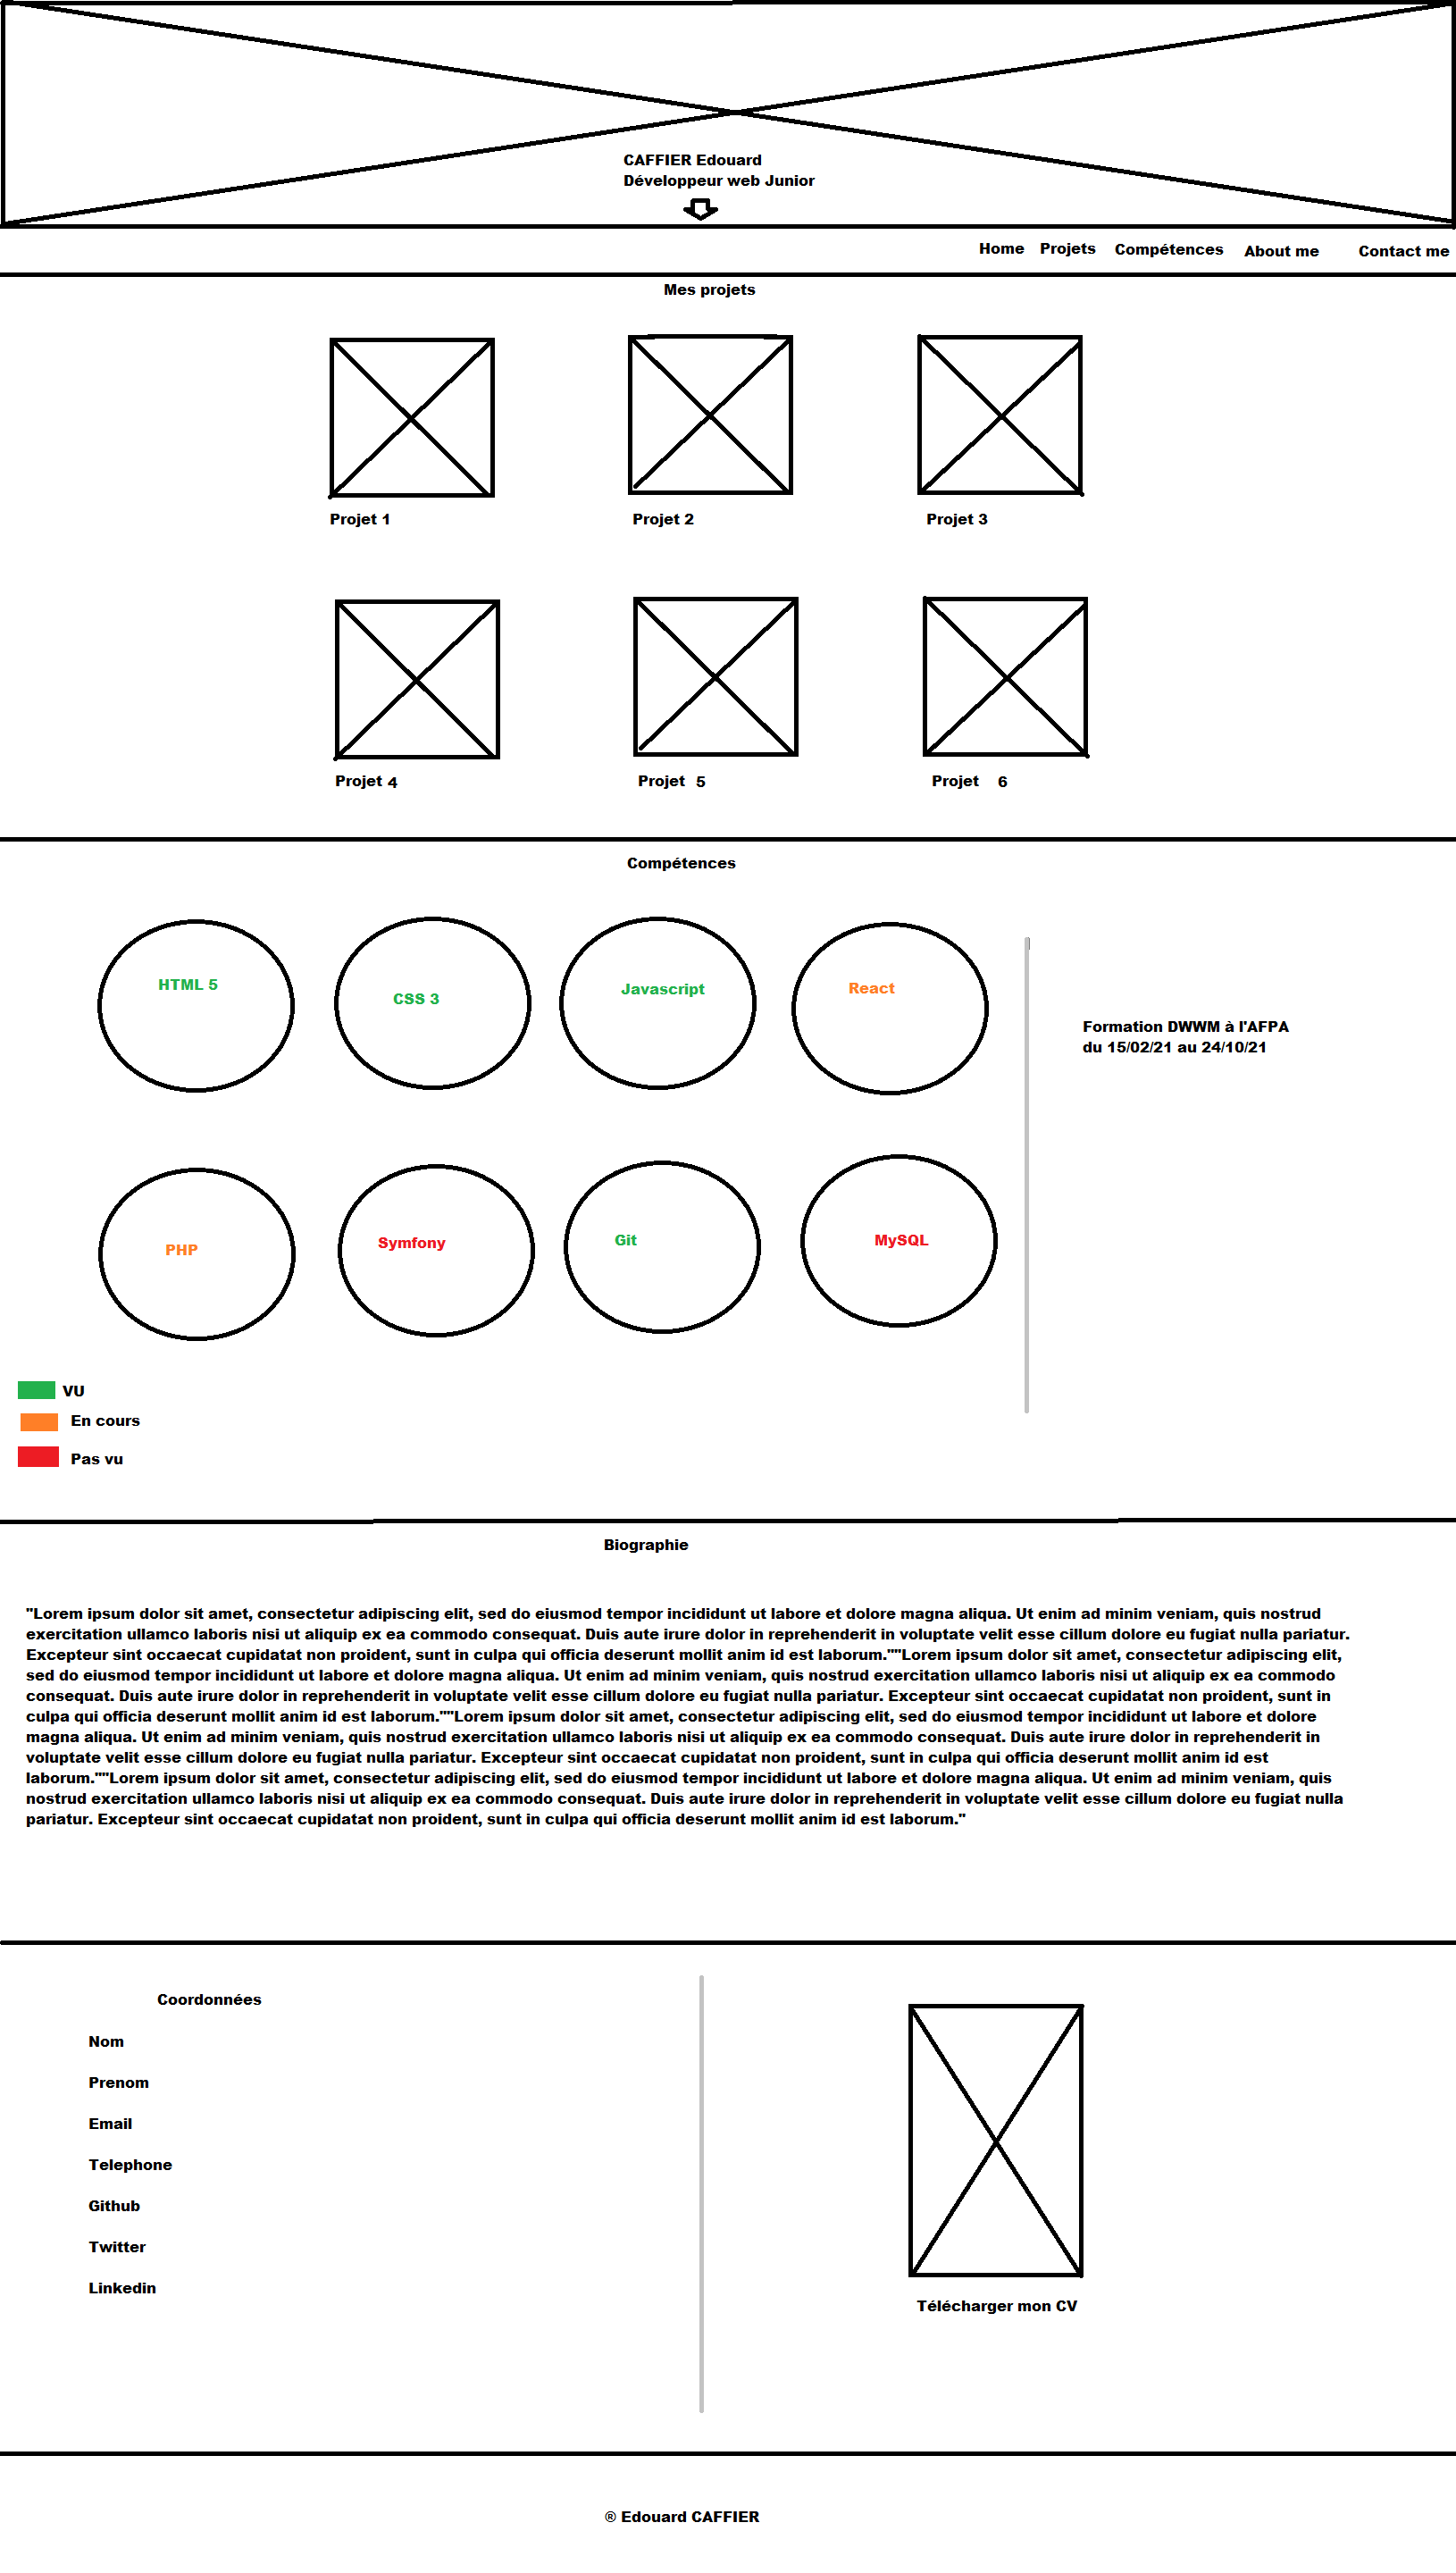 CAFFIER Edouard
Développeur web Junior
Home Projets Compétences About me Contact me
Mes projets
Projet 1
Projet 2
Projet 3
Projet 4
Projet 5
Projet 6
Compétences
HTML 5
CSS 3
Javascript
React
Formation DWWM à l'AFPA
du 15/02/21 au 24/10/21
PHP
Symfony
Git
MySQL
VU
En cours
Pas vu
Biographie
"Lorem ipsum dolor sit amet, consectetur adipiscing elit, sed do eiusmod tempor incididunt ut labore et dolore magna aliqua. Ut enim ad minim veniam, quis nostrud
exercitation ullamco laboris nisi ut aliquip ex ea commodo consequat. Duis aute irure dolor in reprehenderit in voluptate velit esse cillum dolore eu fugiat nulla pariatur.
Excepteur sint occaecat cupidatat non proident, sunt in culpa qui officia deserunt mollit anim id est laborum.""Lorem ipsum dolor sit amet, consectetur adipiscing elit,
sed do eiusmod tempor incididunt ut labore et dolore magna aliqua. Ut enim ad minim veniam, quis nostrud exercitation ullamco laboris nisi ut aliquip ex ea commodo
consequat. Duis aute irure dolor in reprehenderit in voluptate velit esse cillum dolore eu fugiat nulla pariatur. Excepteur sint occaecat cupidatat non proident, sunt in
culpa qui officia deserunt mollit anim id est laborum.""Lorem ipsum dolor sit amet, consectetur adipiscing elit, sed do eiusmod tempor incididunt ut labore et dolore
magna aliqua. Ut enim ad minim veniam, quis nostrud exercitation ullamco laboris nisi ut aliquip ex ea commodo consequat. Duis aute irure dolor in reprehenderit in
voluptate velit esse cillum dolore eu fugiat nulla pariatur. Excepteur sint occaecat cupidatat non proident, sunt in culpa qui officia deserunt mollit anim id est
laborum.""Lorem ipsum dolor sit amet, consectetur adipiscing elit, sed do eiusmod tempor incididunt ut labore et dolore magna aliqua. Ut enim ad minim veniam, quis
nostrud exercitation ullamco laboris nisi ut aliquip ex ea commodo consequat. Duis aute irure dolor in reprehenderit in voluptate velit esse cillum dolore eu fugiat nulla
pariatur. Excepteur sint occaecat cupidatat non proident, sunt in culpa qui officia deserunt mollit anim id est laborum."
Coordonnées
Nom
Prenom
Email
Telephone
Github
Twitter
Linkedin
Télécharger mon CV
® Edouard CAFFIER